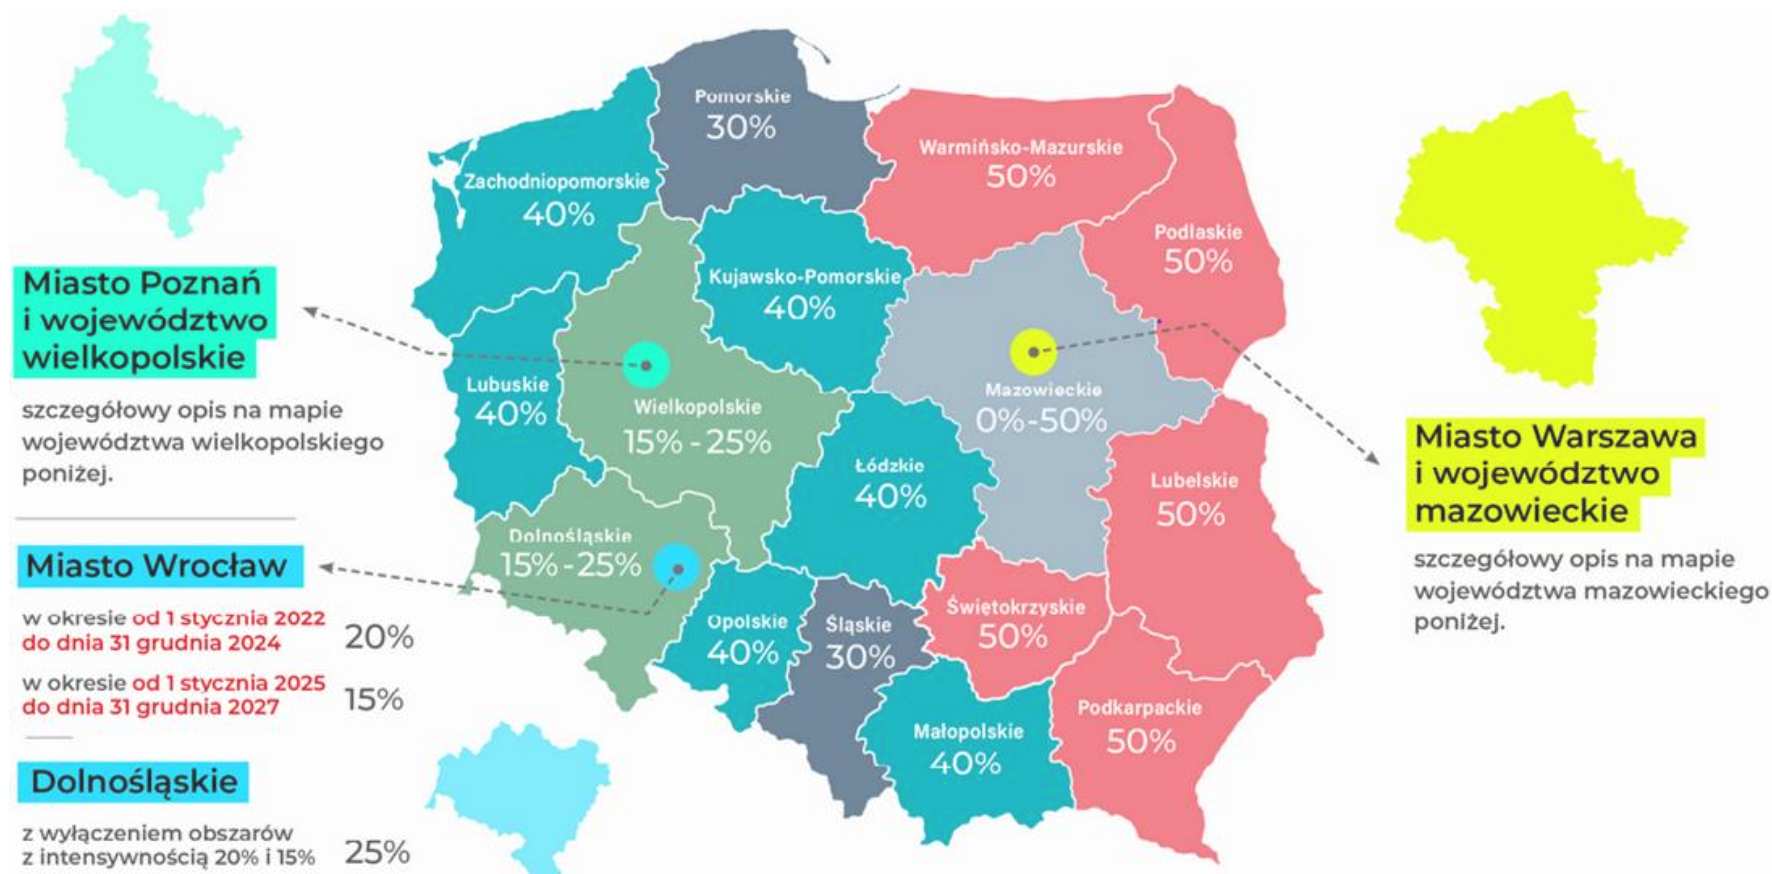 Miasto Poznań
i województwo
wielkopolskie
szczegółowy opis na mapie
województwa wielkopolskiego
poniżej.
Miasto Wrocław
w okresie od 1 stycznia 2022
do dnia 31 grudnia 2024
20%
w okresie od 1 stycznia 2025
do dnia 31 grudnia 2027
15%
Dolnośląskie
z wyłączeniem obszarów
z intensywnością 20% i 15%
25%
Pomorskie
30%
Warmińsko-Mazurskie
50%
Zachodniopomorskie
40%
Podlaskie
50%
Kujawsko-Pomorskie
40%
Lubuskie
40%
Wielkopolskie
15% - 25%
Mazowieckie
0%-50%
Łódzkie
40%
Lubelskie
50%
Dolnośląskie
15% - 25%
Opolskie
40%
Śląskie
30%
Świętokrzyskie
50%
Małopolskie
40%
Podkarpackie
50%
Miasto Warszawa
i województwo
mazowieckie
szczegółowy opis na mapie
województwa mazowieckiego
poniżej.